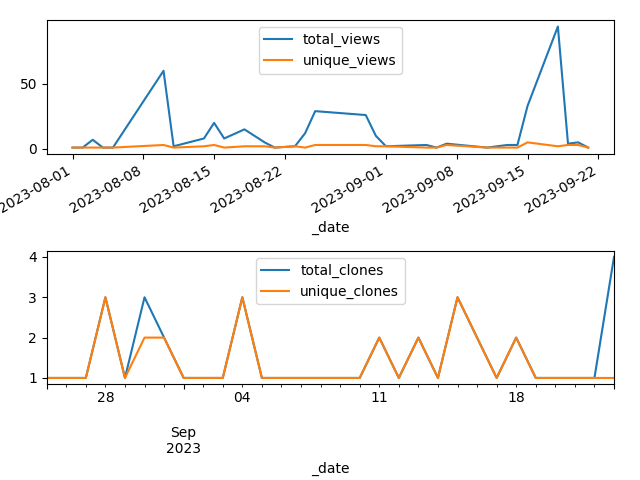 total_views
unique_views
50
0
2023-08-01 2023-08-08 2023-08-15 2023-08-22 2023-09-01 2023-09-08 2023-09-15 2023-09-22
_date
4
total_clones
unique_clones
3
2
1
28 04 11 18
Sep
2023
_date